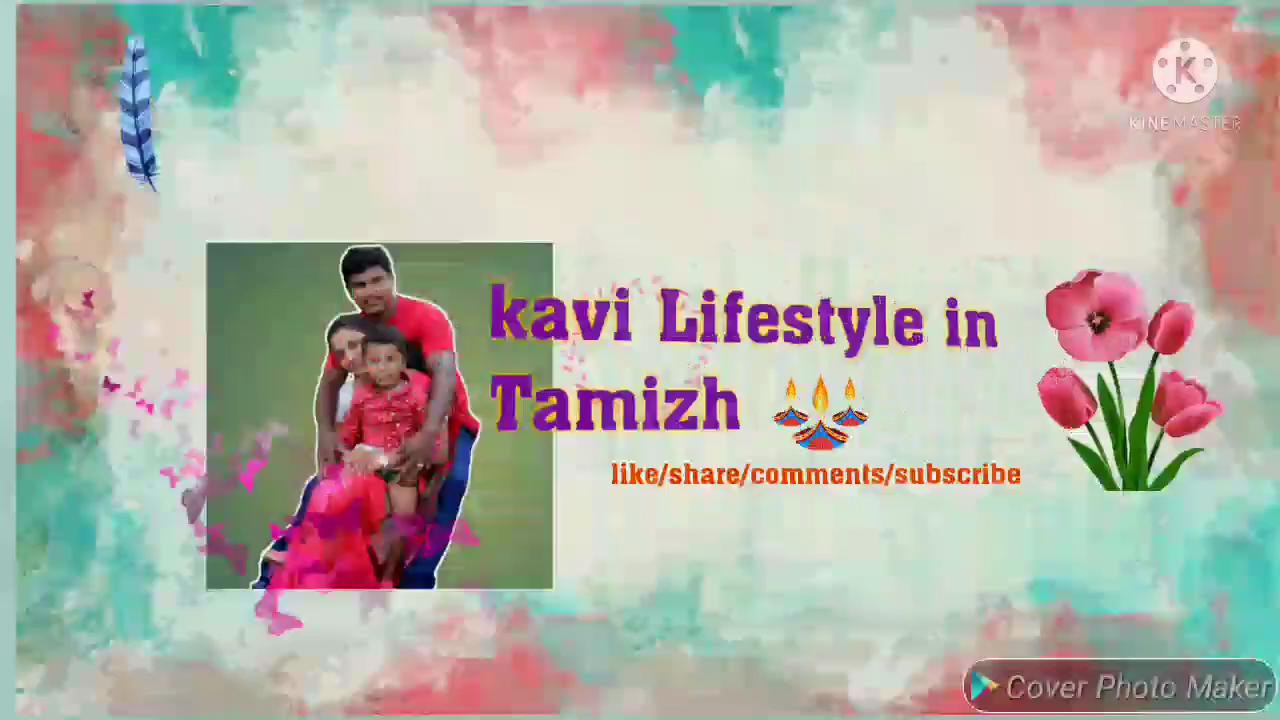 K
KINEMASTER
kavi Lifestyle in
Tamizh
like/share/comments/subscribe
Cover Photo Maker